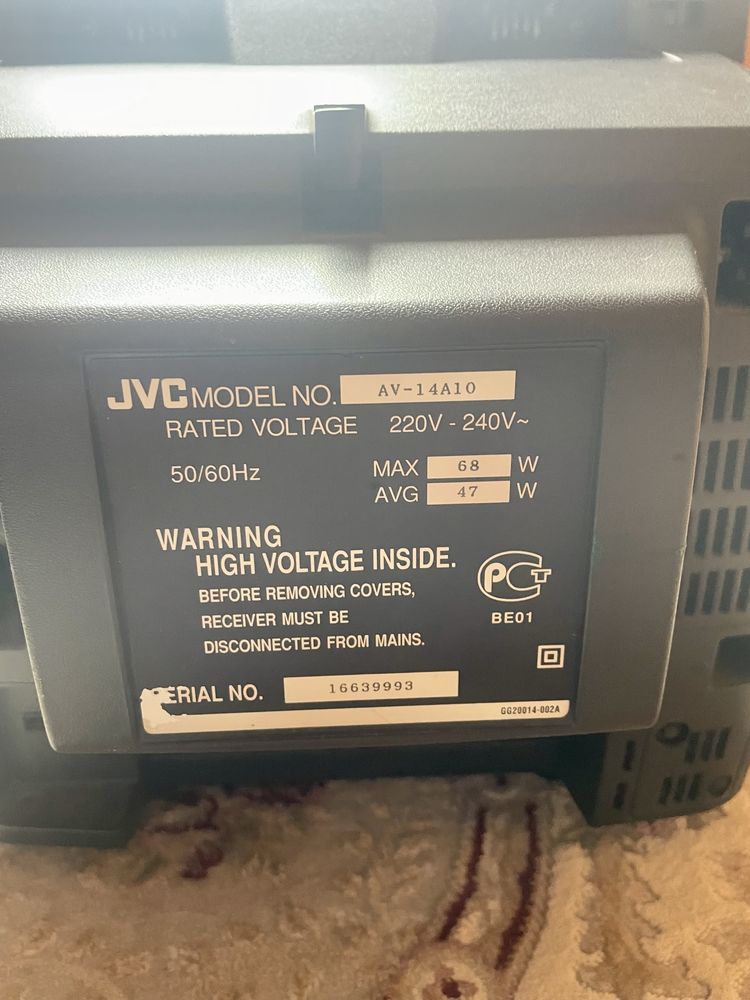 JVC MODEL NO. AV-14A10
RATED VOLTAGE 220V - 240V~
50/60Hz MAX 68 W
AVG 47 W
WARNING
HIGH VOLTAGE INSIDE.
BEFORE REMOVING COVERS,
RECEIVER MUST BE
DISCONNECTED FROM MAINS.
PCT
BE01
ERIAL NO. 16639993
GG20014-002A